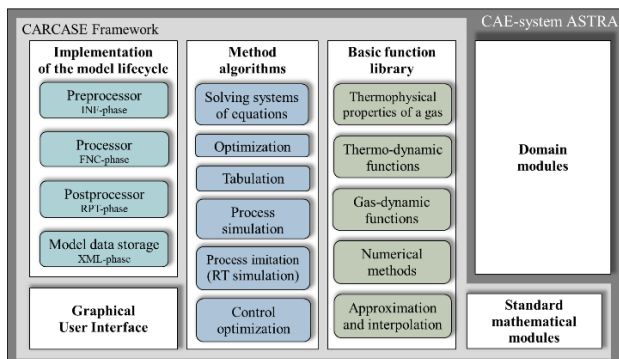 CARCASE Framework
CAE-system ASTRA
Implementation
of the model lifecycle
Preprocessor
INF-phase
Processor
FNC-phase
Postprocessor
RPT-phase
Model data storage
XML-phase
Graphical
User Interface
Method
algorithms
Solving systems
of equations
Optimization
Tabulation
Process
simulation
Process imitation
(RT simulation)
Control
optimization
Basic function
library
Thermophysical
properties of a gas
Thermo-dynamic
functions
Gas-dynamic
functions
Numerical
methods
Approximation
and interpolation
Domain
modules
Standard
mathematical
modules